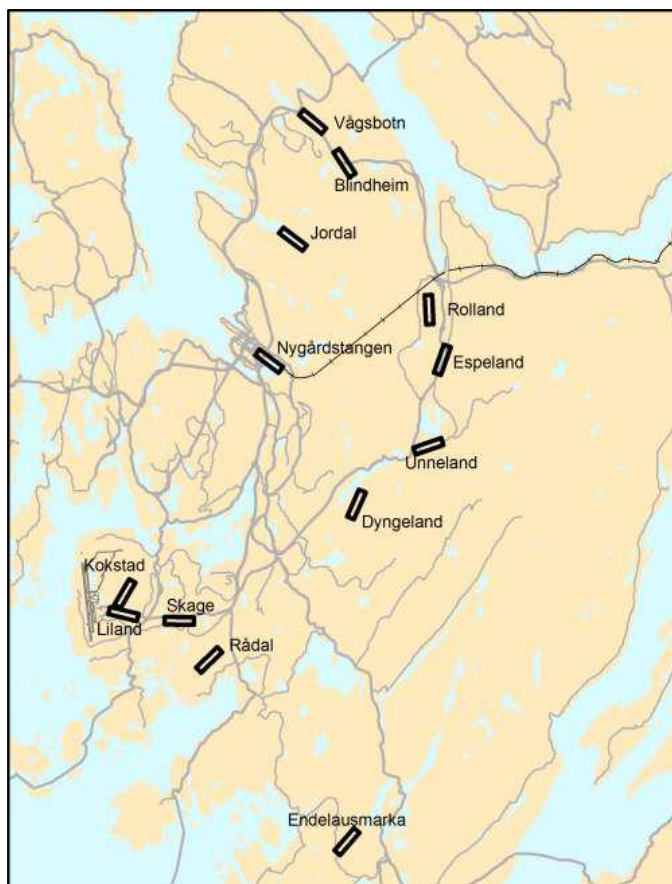 Vågsbotn
Blindheim
Jordal
Rolland
Nygårdstangen
Espeland
Unneland
Dyngeland
Kokstad
Skage
Liland
Rådal
Endelausmarka